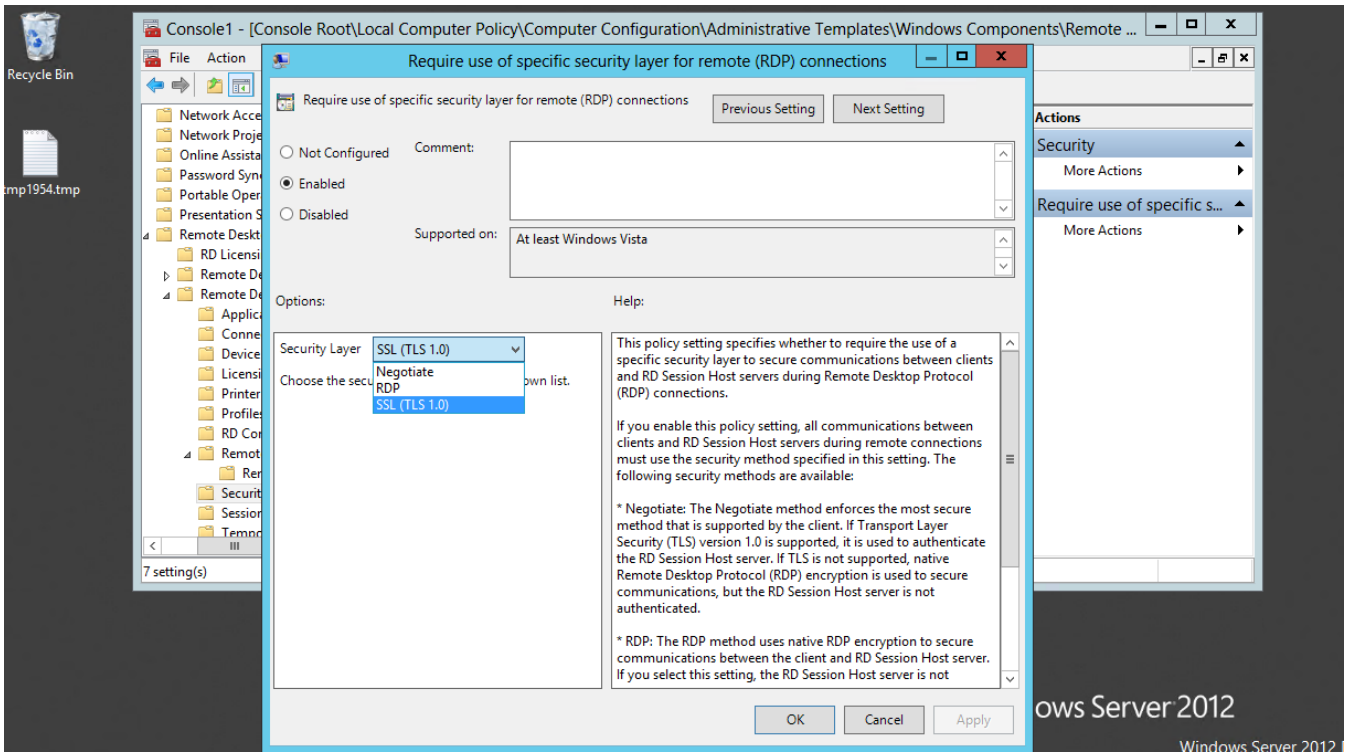 Recycle Bin
tmp1954.tmp
Console1 - [Console Root\Local Computer Policy\Computer Configuration\Administrative Templates\Windows Components\Remote ...
File Action
Require use of specific security layer for remote (RDP) connections
Require use of specific security layer for remote (RDP) connections
Previous Setting
Next Setting
Not Configured
Enabled
Disabled
Comment:
Supported on:
At least Windows Vista
Options:
Help:
Security Layer
SSL (TLS 1.0)
Negotiate
RDP
SSL (TLS 1.0)
Choose the secu
own list.
This policy setting specifies whether to require the use of a
specific security layer to secure communications between clients
and RD Session Host servers during Remote Desktop Protocol
(RDP) connections.
If you enable this policy setting, all communications between
clients and RD Session Host servers during remote connections
must use the security method specified in this setting. The
following security methods are available:
* Negotiate: The Negotiate method enforces the most secure
method that is supported by the client. If Transport Layer
Security (TLS) version 1.0 is supported, it is used to authenticate
the RD Session Host server. If TLS is not supported, native
Remote Desktop Protocol (RDP) encryption is used to secure
communications, but the RD Session Host server is not
authenticated.
* RDP: The RDP method uses native RDP encryption to secure
communications between the client and RD Session Host server.
If you select this setting, the RD Session Host server is not
OK
Cancel
Apply
Network Acce
Network Proje
Online Assista
Password Syn
Portable Oper
Presentation S
Remote Deskt
RD Licensi
Remote De
Remote De
Applica
Conne
Device
Licensi
Printer
Profiles
RD Con
Remot
Rer
Securit
Session
Tempo
7 setting(s)
Actions
Security
More Actions
Require use of specific s...
More Actions
ows Server 2012
Windows Server 2012